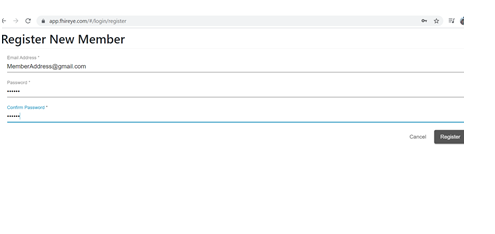 app.fhireye.com/#/login/register
Register New Member
Email Address *
MemberAddress@gmail.com
Password *
••••••
Confirm Password *
••••••
Cancel Register